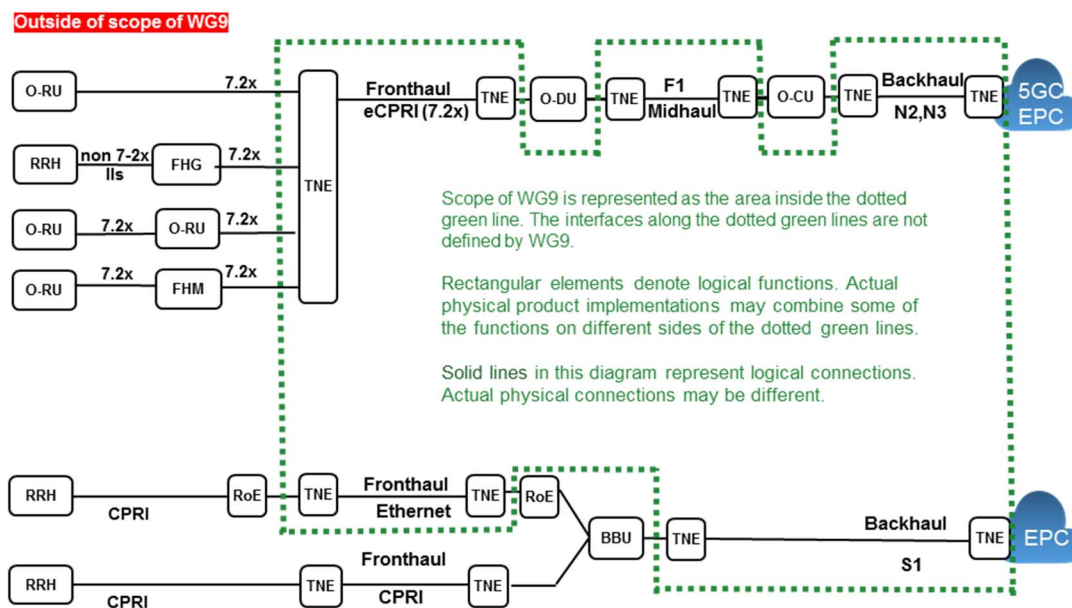 Outside of scope of WG9
O-RU
7.2x
TNE
Fronthaul
eCPRI (7.2x)
TNE
O-DU
TNE
F1
Midhaul
TNE
O-CU
TNE
Backhaul
N2,N3
TNE
5GC
EPC
RRH
non 7-2x
lls
FHG
7.2x
O-RU
7.2x
O-RU
7.2x
O-RU
7.2x
FHM
7.2x
Scope of WG9 is represented as the area inside the dotted
green line. The interfaces along the dotted green lines are not
defined by WG9.
Rectangular elements denote logical functions. Actual
physical product implementations may combine some of
the functions on different sides of the dotted green lines.
Solid lines in this diagram represent logical connections.
Actual physical connections may be different.
RRH
CPRI
RoE
TNE
Fronthaul
Ethernet
TNE
RoE
BBU
TNE
Backhaul
S1
TNE
EPC
RRH
CPRI
TNE
Fronthaul
CPRI
TNE